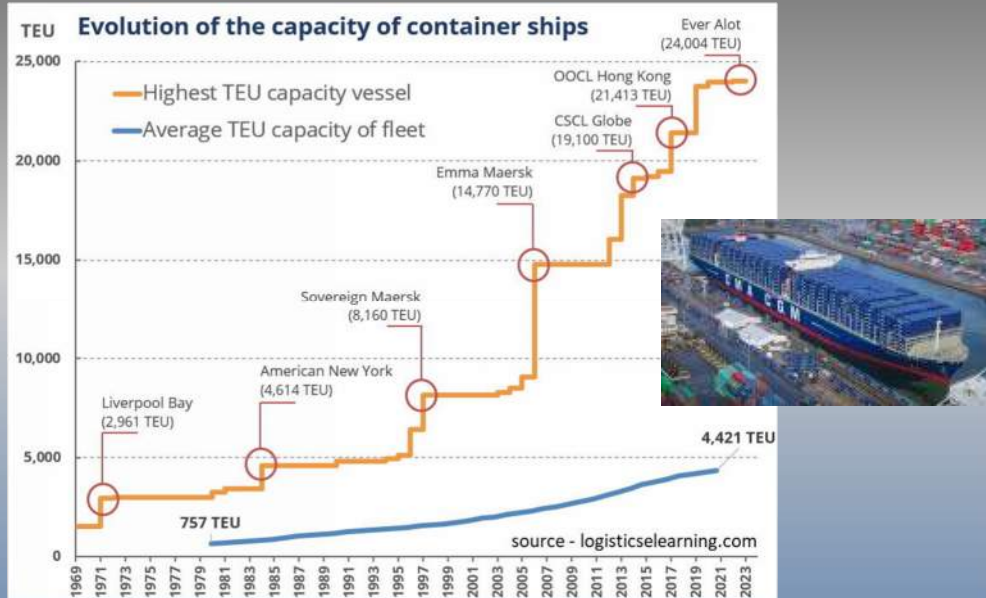 TEU Evolution of the capacity of container ships
Ever Alot
(24,004 TEU)
25,000
Highest TEU capacity vessel
OOCL Hong Kong
(21,413 TEU)
Average TEU capacity of fleet
CSCL Globe
(19,100 TEU)
20,000
Emma Maersk
(14,770 TEU)
15,000
CMA CGM
Sovereign Maersk
(8,160 TEU)
10,000
American New York
(4,614 TEU)
Liverpool Bay
(2,961 TEU)
4,421 TEU
5,000
757 TEU
source - logisticselearning.com
0
1969 1971 1973 1975 1977 1979 1981 1983 1985 1987 1989 1991 1993 1995 1997 1999 2001 2003 2005 2007 2009 2011 2013 2015 2017 2019 2021 2023